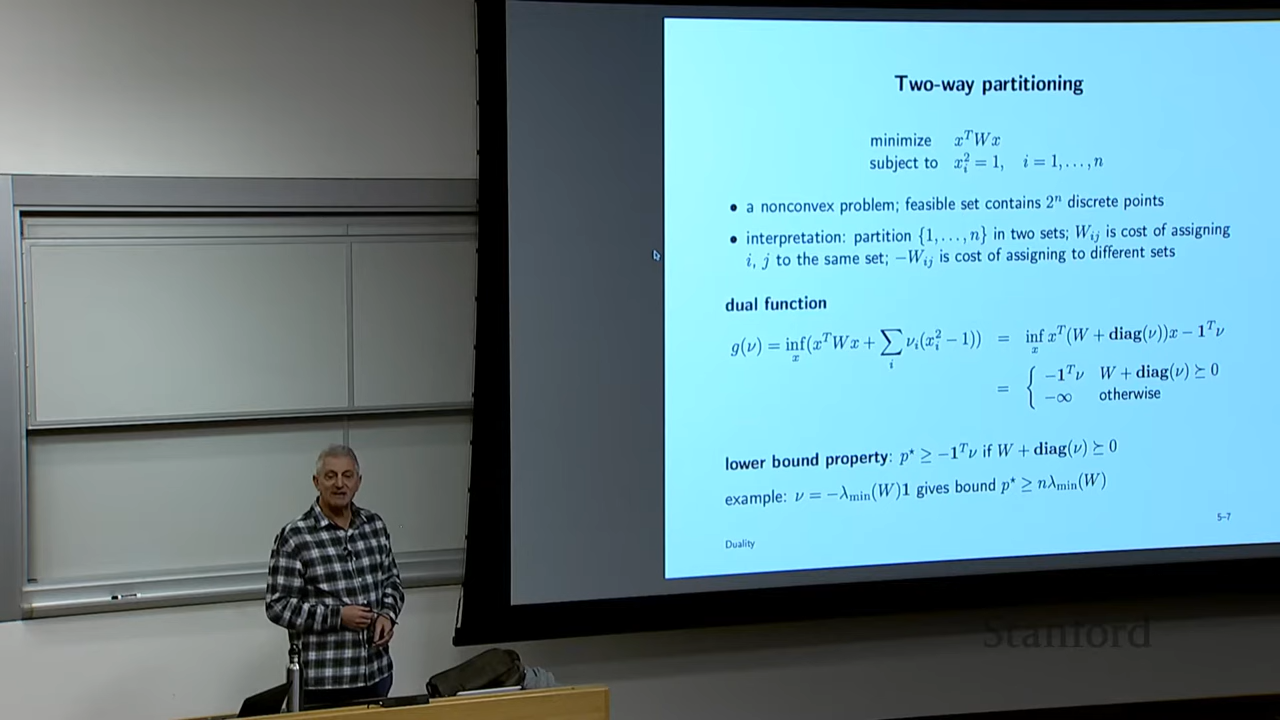 Two-way partitioning
minimize x^T Wx
subject to x_i^2 = 1, i = 1, . . . , n
• a nonconvex problem; feasible set contains 2^n discrete points
• interpretation: partition {1, . . . , n} in two sets; W_ij is cost of assigning
i, j to the same set; −W_ij is cost of assigning to different sets
dual function
g(ν) = inf_x (x^T Wx + ∑_i ν_i(x_i^2 − 1)) = inf_x x^T (W + diag(ν))x − 1^T ν
= { −1^T ν W + diag(ν) ⪰ 0
−∞ otherwise
lower bound property: p⋆ ≥ −1^T ν if W + diag(ν) ⪰ 0
example: ν = −λ_min(W)1 gives bound p⋆ ≥ nλ_min(W)
5–7
Duality
Stanford